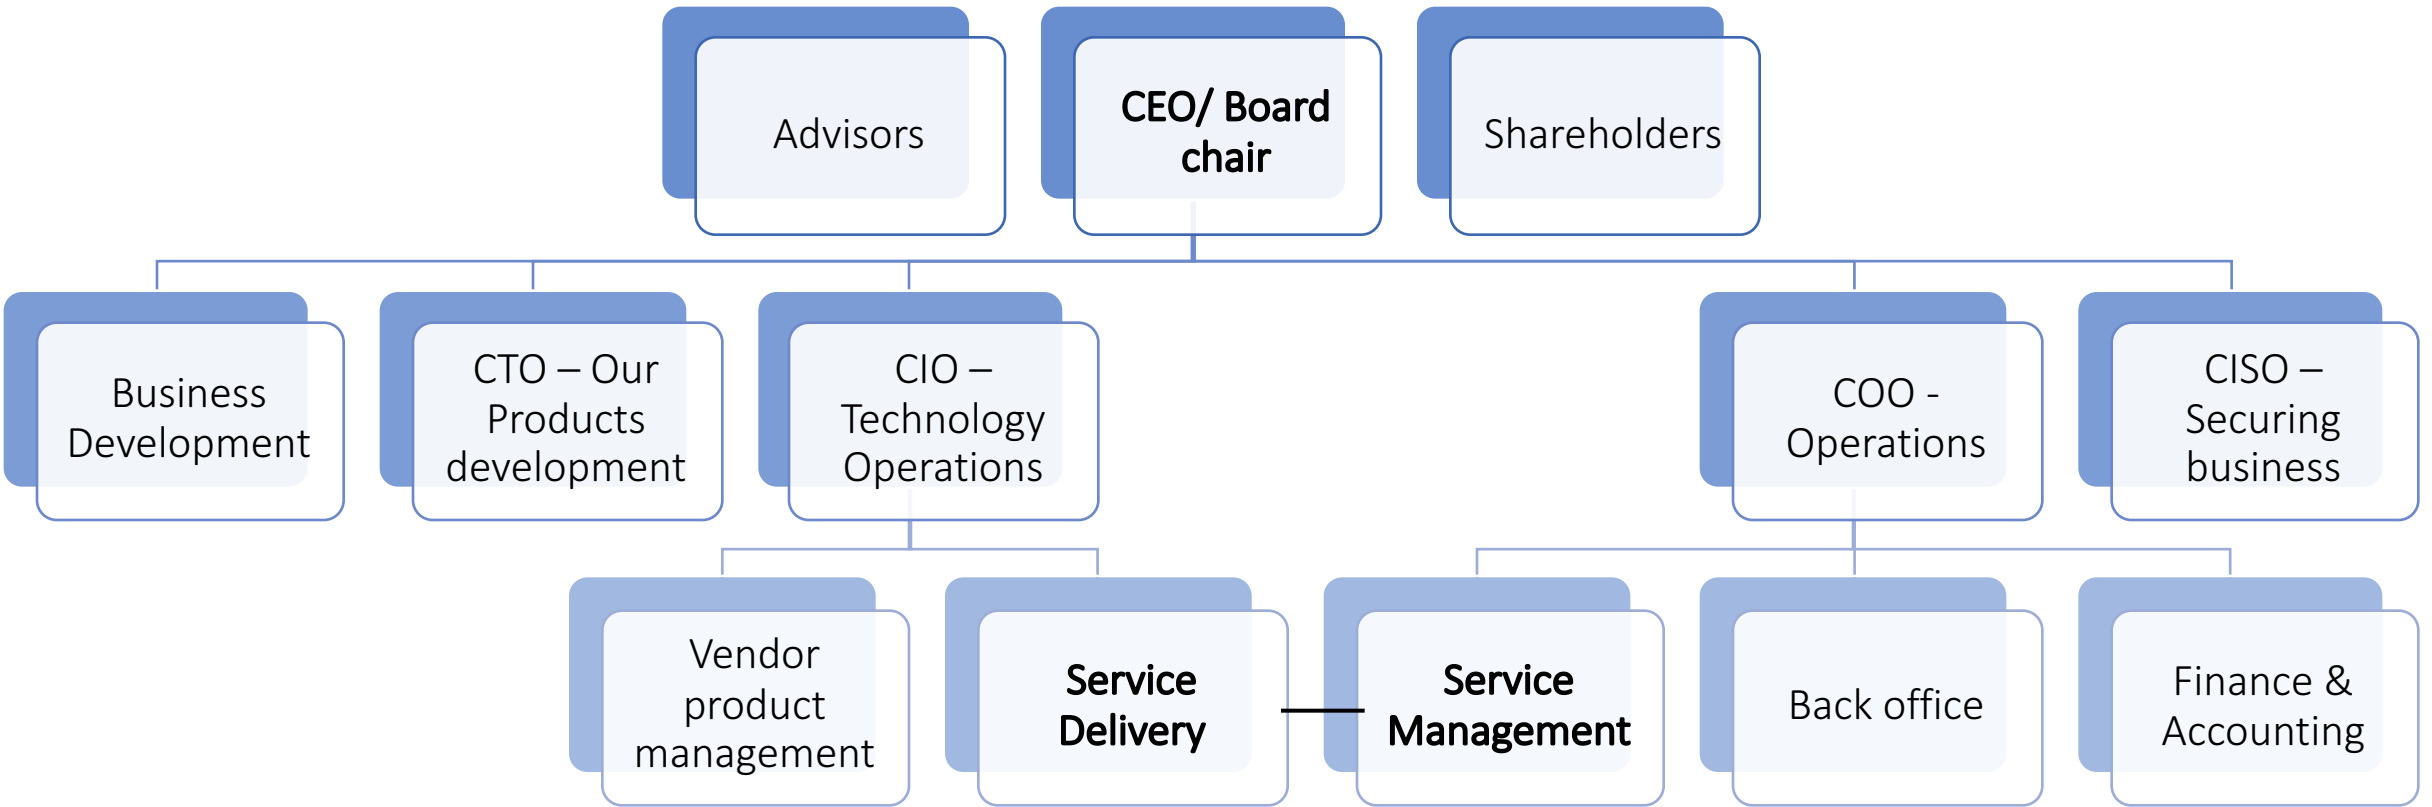 Advisors
CEO/ Board
chair
Shareholders
Business
Development
CTO – Our
Products
development
CIO –
Technology
Operations
COO -
Operations
CISO –
Securing
business
Vendor
product
management
Service
Delivery
Service
Management
Back office
Finance &
Accounting